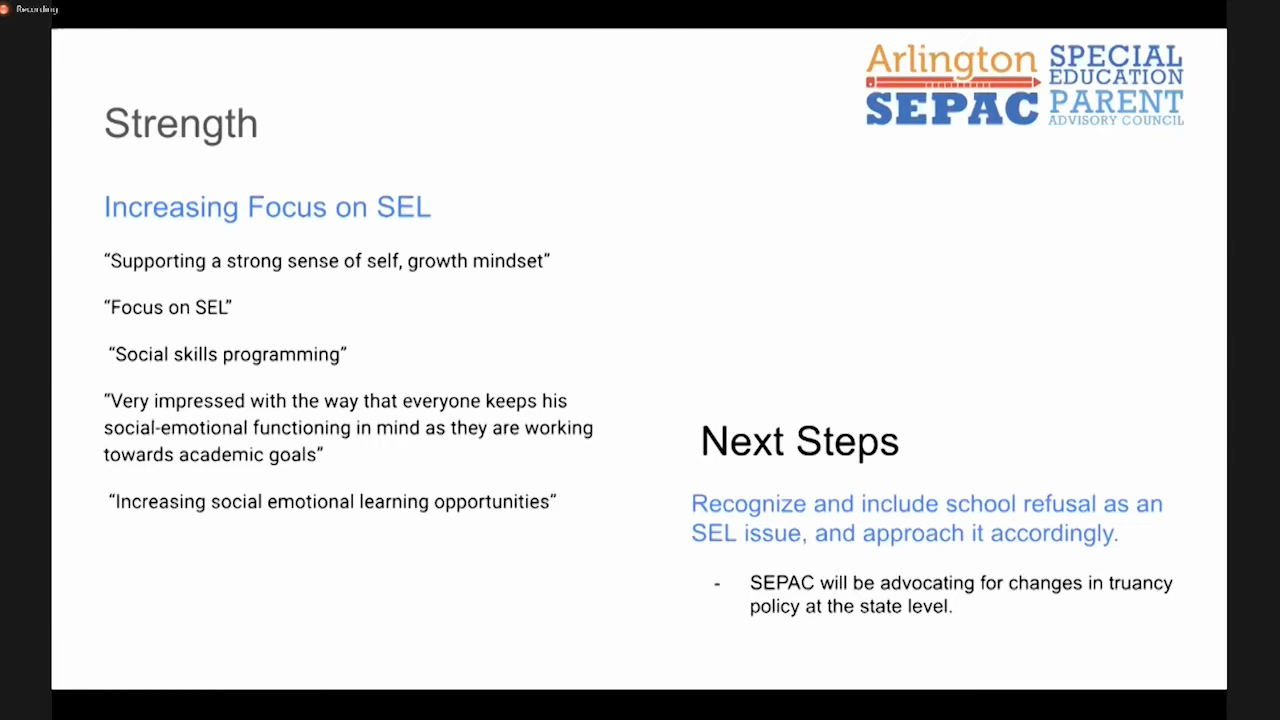 Recording
Arlington
SEPAC
SPECIAL
EDUCATION
PARENT
ADVISORY COUNCIL
Strength
Increasing Focus on SEL
“Supporting a strong sense of self, growth mindset”
“Focus on SEL”
“Social skills programming”
“Very impressed with the way that everyone keeps his
social-emotional functioning in mind as they are working
towards academic goals”
“Increasing social emotional learning opportunities”
Next Steps
Recognize and include school refusal as an
SEL issue, and approach it accordingly.
- SEPAC will be advocating for changes in truancy
policy at the state level.